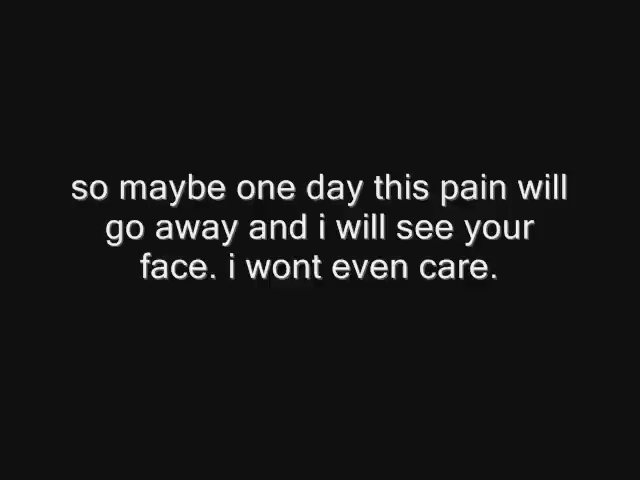 so maybe one day this pain will
go away and i will see your
face. i wont even care.